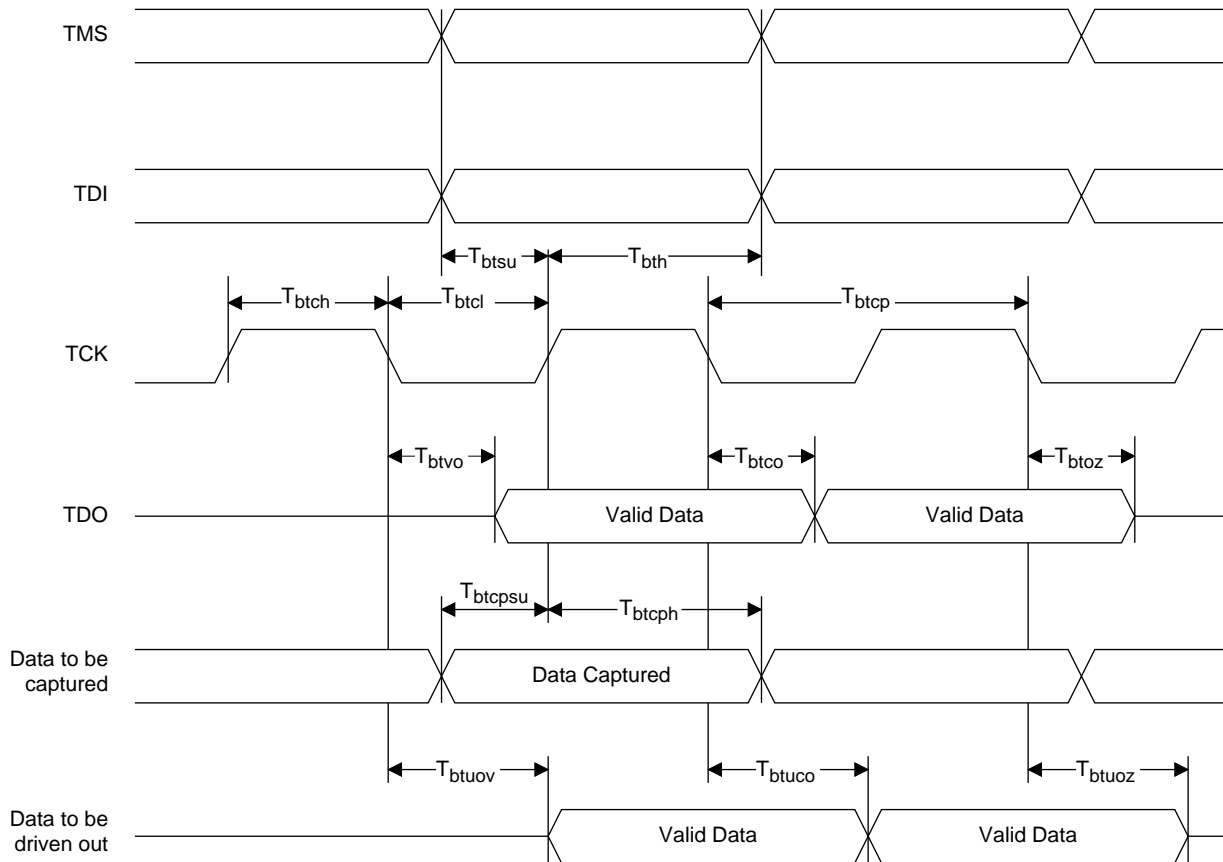 TMS
TDI
Tbtsu
Tbth
Tbtch
Tbtcl
Tbtcp
TCK
Tbtvo
Tbtco
Tbtoz
TDO
Valid Data
Valid Data
Tbtcpsu
Tbtcph
Data to be
captured
Data Captured
Tbtuov
Tbtuco
Tbtuoz
Data to be
driven out
Valid Data
Valid Data